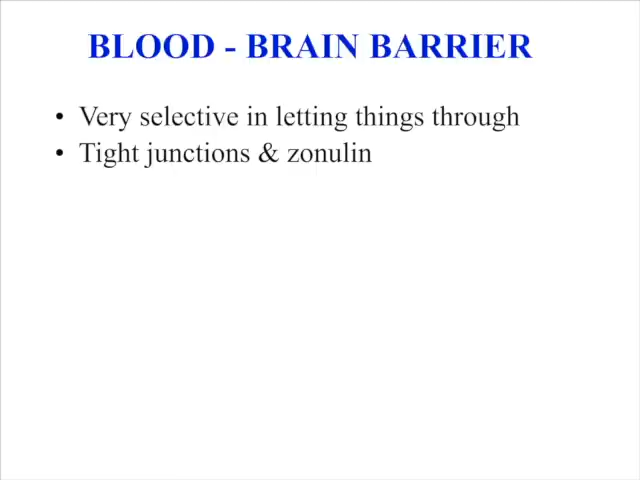 BLOOD - BRAIN BARRIER
• Very selective in letting things through
• Tight junctions & zonulin